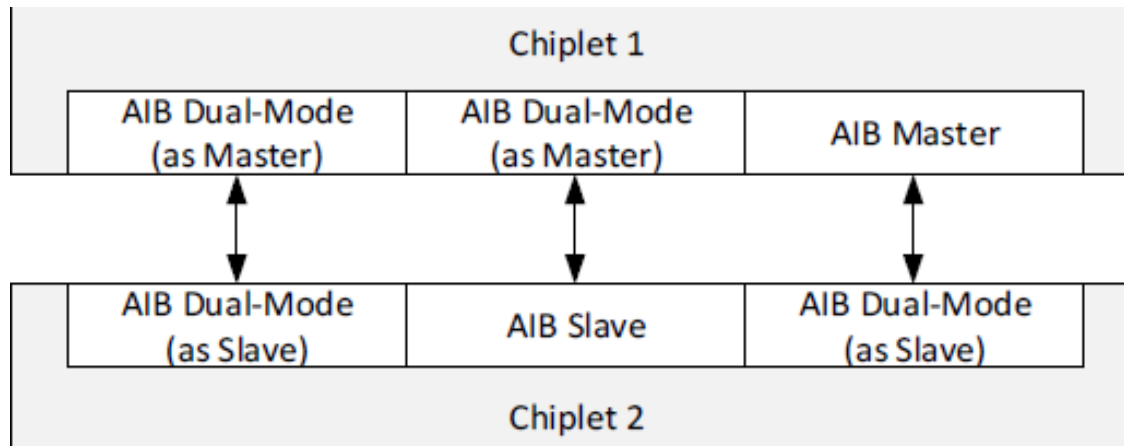 Chiplet 1
AIB Dual-Mode
(as Master)
AIB Dual-Mode
(as Master)
AIB Master
AIB Dual-Mode
(as Slave)
AIB Slave
AIB Dual-Mode
(as Slave)
Chiplet 2